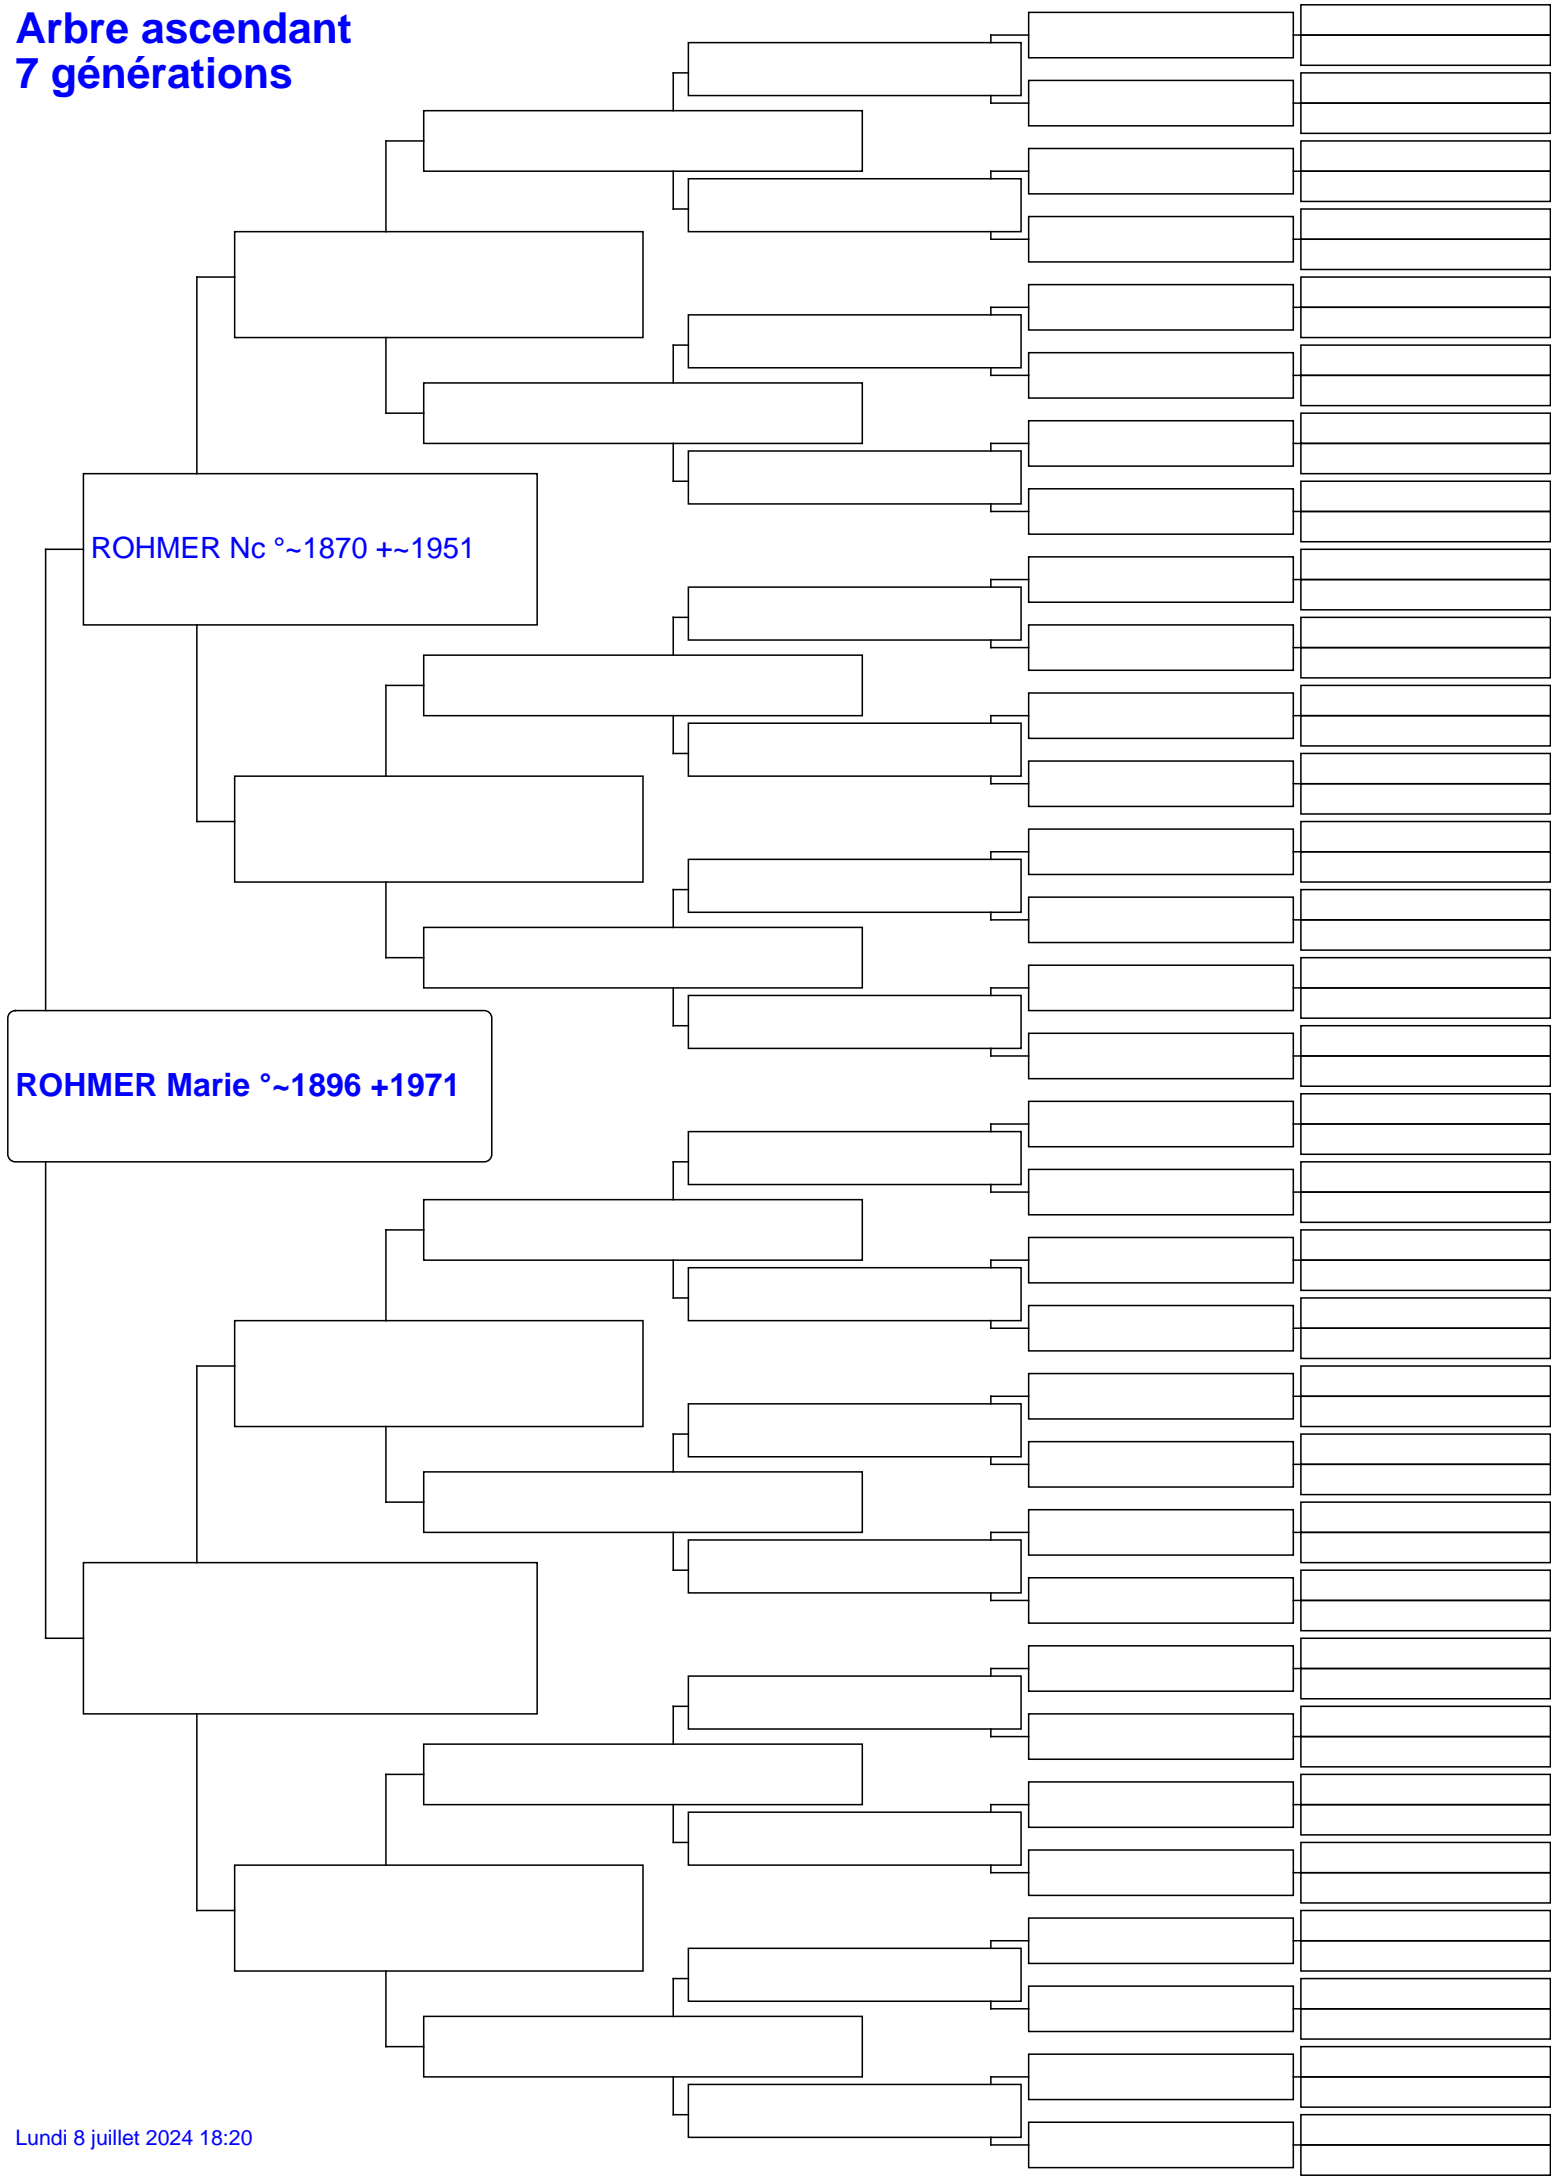 Arbre ascendant
7 générations
ROHMER Nc °~1870 +~1951
ROHMER Marie °~1896 +1971
Lundi 8 juillet 2024 18:20